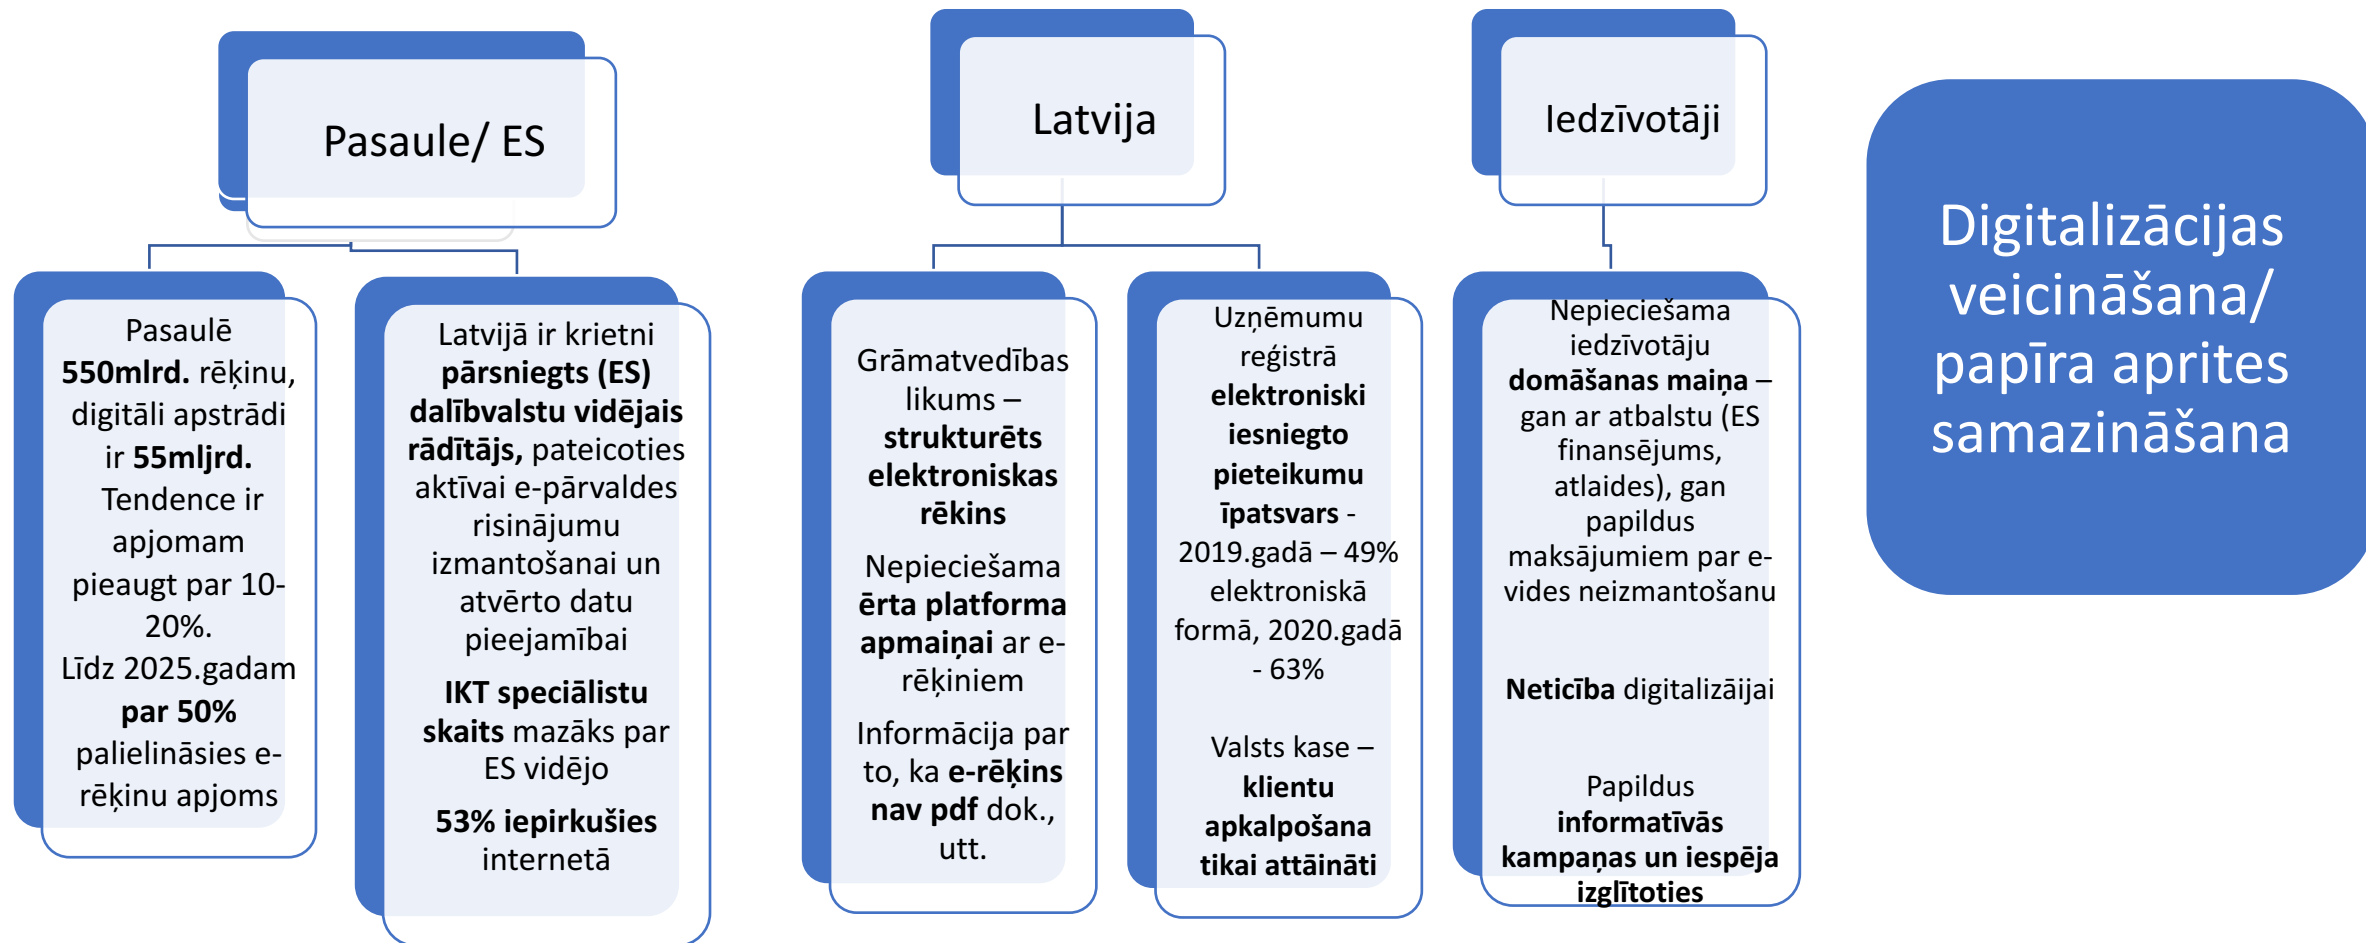 Pasaule/ ES
Pasaulē
550mlrd. rēķinu,
digitāli apstrādi
ir 55mljrd.
Tendence ir
apjomam
pieaugt par 10-
20%.
Līdz 2025.gadam
par 50%
palielināsies e-
rēķinu apjoms
Latvijā ir krietni
pārsniegts (ES)
dalībvalstu vidējais
rādītājs, pateicoties
aktīvai e-pārvaldes
risinājumu
izmantošanai un
atvērto datu
pieejamībai
IKT speciālistu
skaits mazāks par
ES vidējo
53% iepirkušies
internetā
Latvija
Grāmatvedības
likums –
strukturēts
elektroniskas
rēkins
Nepieciešama
ērta platforma
apmaiņai ar e-
rēķiniem
Informācija par
to, ka e-rēķins
nav pdf dok.,
utt.
Uzņēmumu
reģistrā
elektroniski
iesniegto
pieteikumu
īpatsvars -
2019.gadā – 49%
elektroniskā
formā, 2020.gadā
- 63%
Valsts kase –
klientu
apkalpošana
tikai attāināti
Iedzīvotāji
Nepieciešama
iedzīvotāju
domāšanas maiņa –
gan ar atbalstu (ES
finansējums,
atlaides), gan
papildus
maksājumiem par e-
vides neizmantošanu
Neticība digitalizāijai
Papildus
informatīvās
kampaņas un iespēja
izglītoties
Digitalizācijas
veicināšana/
papīra aprites
samazināšana